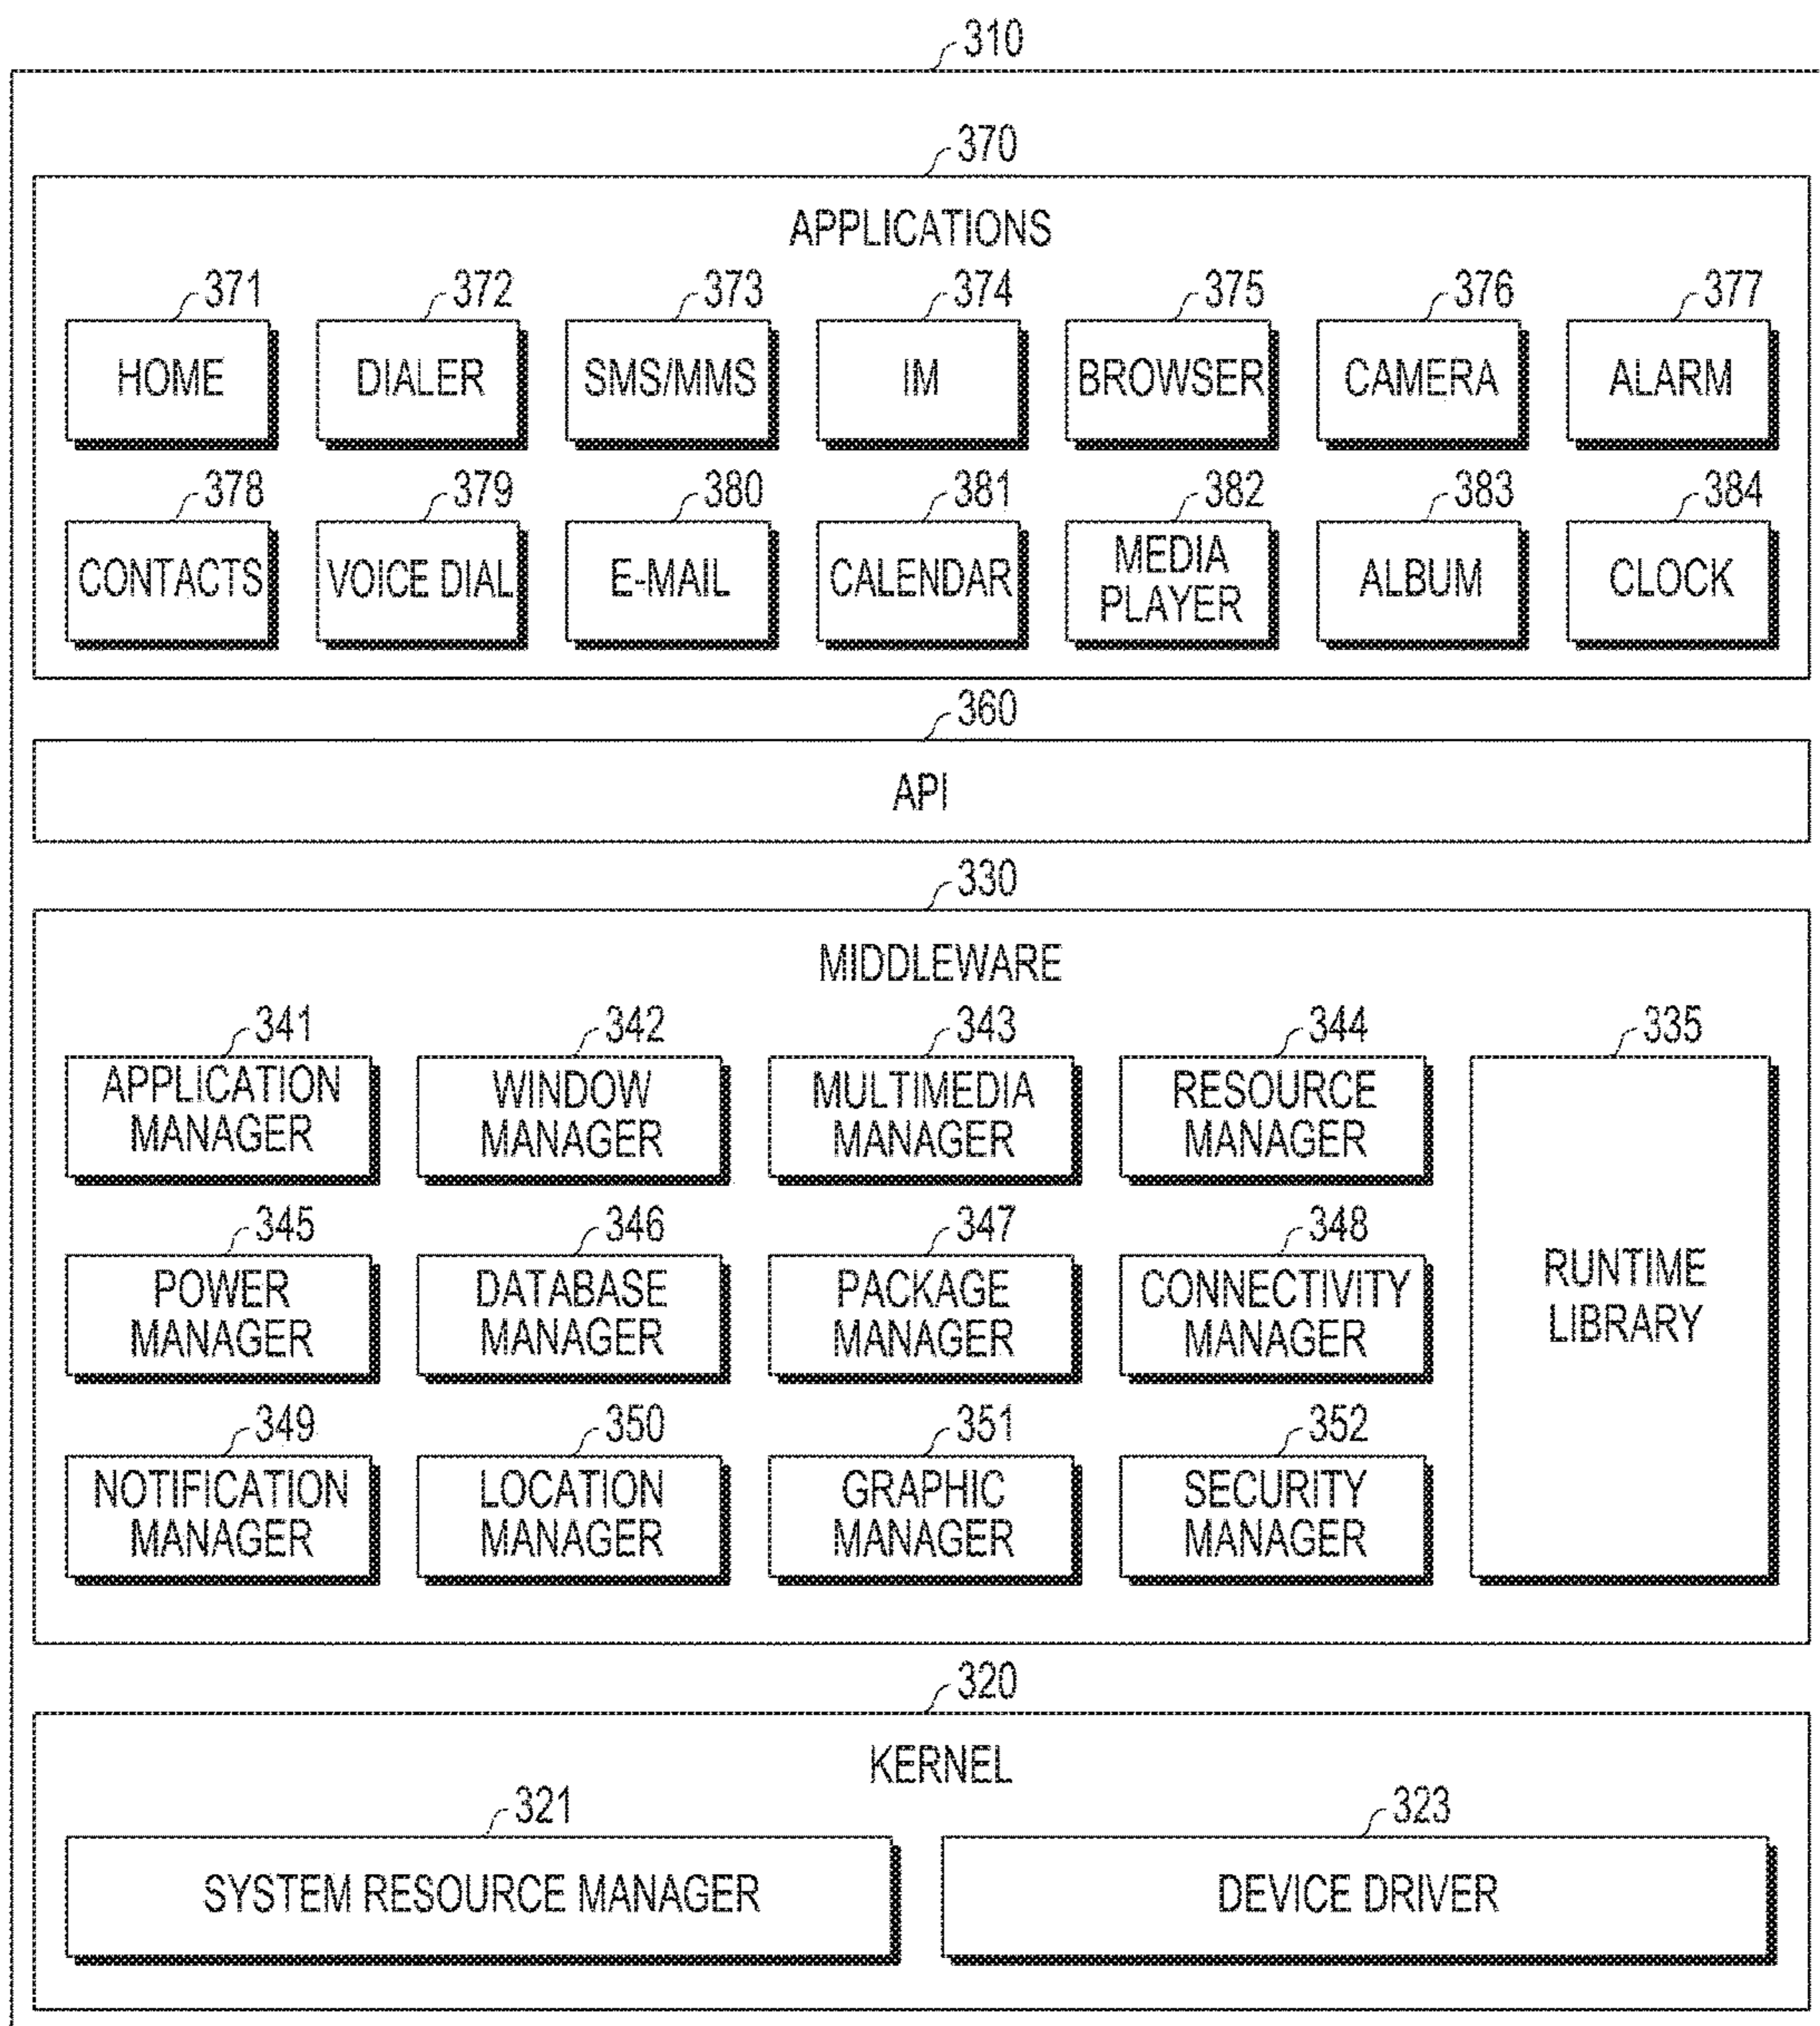 310
370
APPLICATIONS
371 372 373 374 375 376 377
HOME DIALER SMS/MMS IM BROWSER CAMERA ALARM
378 379 380 381 382 383 384
CONTACTS VOICE DIAL E-MAIL CALENDAR MEDIA PLAYER ALBUM CLOCK
360
API
330
MIDDLEWARE
341 342 343 344 335
APPLICATION WINDOW MULTIMEDIA RESOURCE
MANAGER MANAGER MANAGER MANAGER
345 346 347 348
POWER DATABASE PACKAGE CONNECTIVITY RUNTIME
MANAGER MANAGER MANAGER MANAGER LIBRARY
349 350 351 352
NOTIFICATION LOCATION GRAPHIC SECURITY
MANAGER MANAGER MANAGER MANAGER
320
KERNEL
321 323
SYSTEM RESOURCE MANAGER DEVICE DRIVER